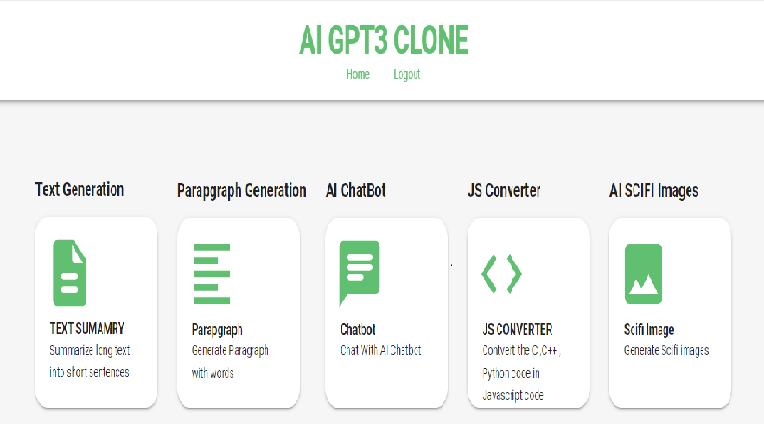 AI GPT3 CLONE
Home Logout
Text Generation
Parapgraph Generation
AI ChatBot
JS Converter
AI SCIFI Images
TEXT SUMAMRY
Summarize long text
into short sentences
Parapgraph
Generate Paragraph
with words
Chatbot
Chat With AI Chatbot
JS CONVERTER
Contvert the C ,C++ ,
Python code in
Javascript code
Scifi Image
Generate Scifi images